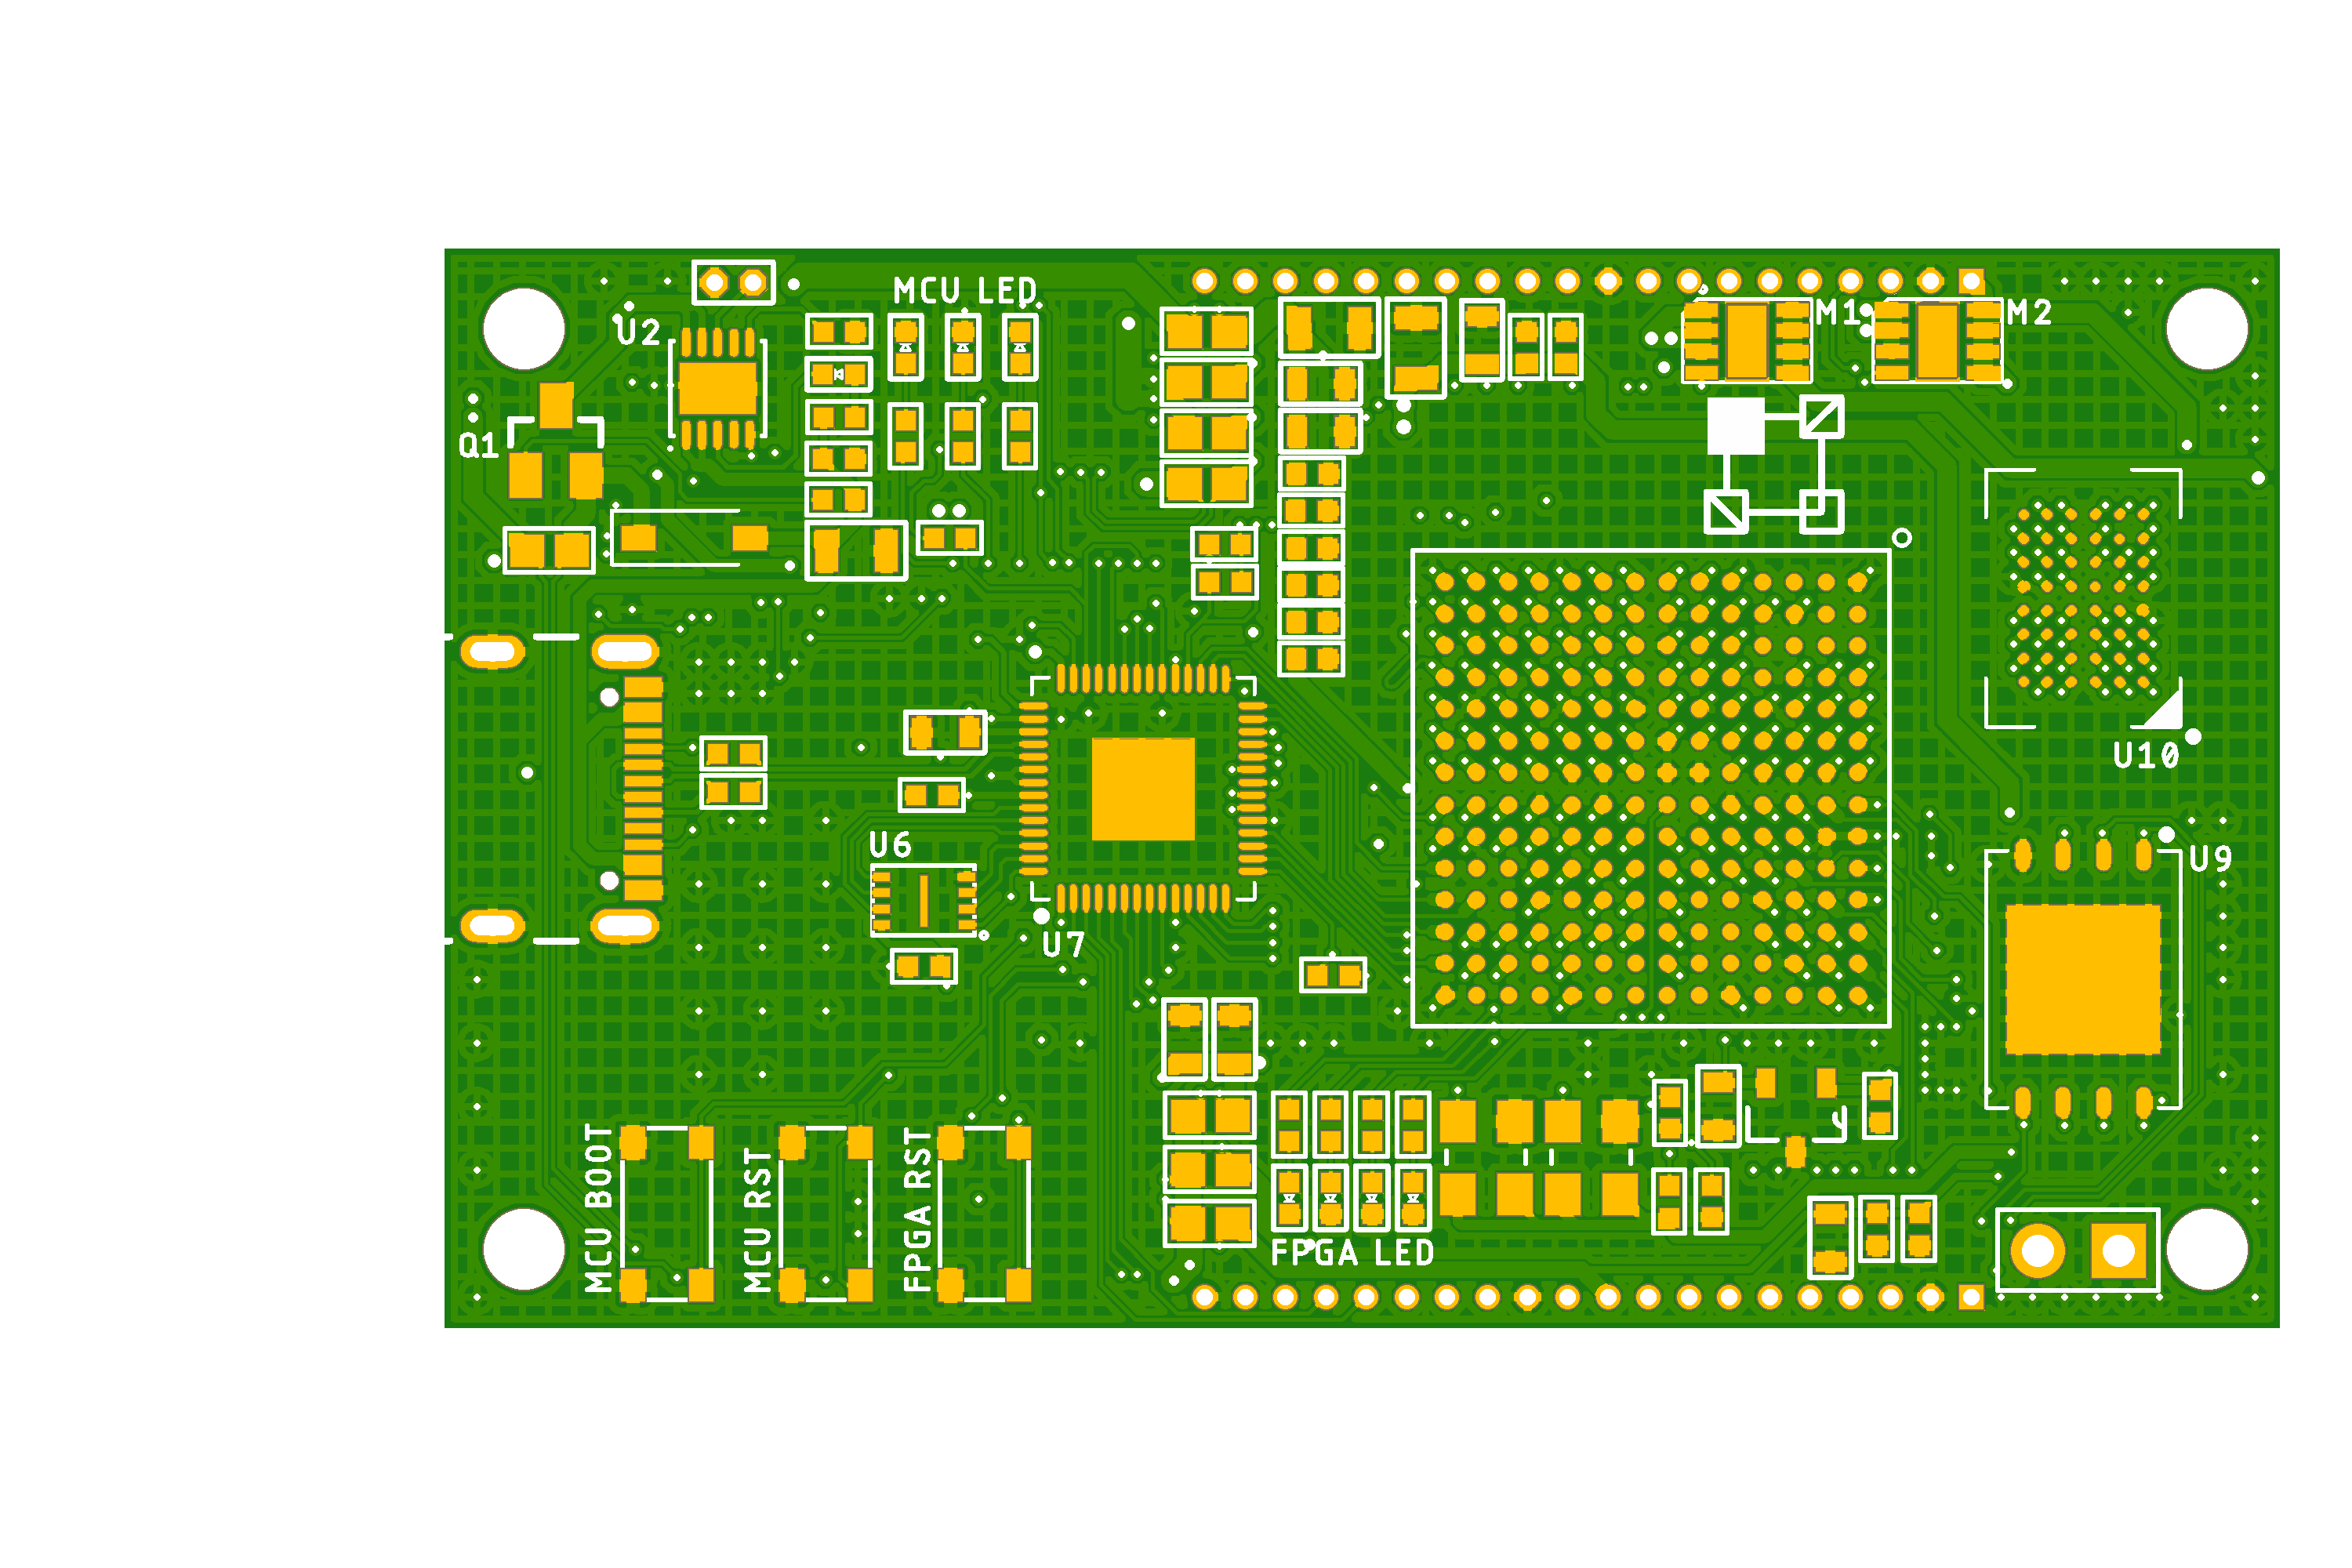 MCU LED
U2
M1
M2
Q1
U10
U6
U9
U7
MCU BOOT
MCU RST
FPGA RST
FPGA LED